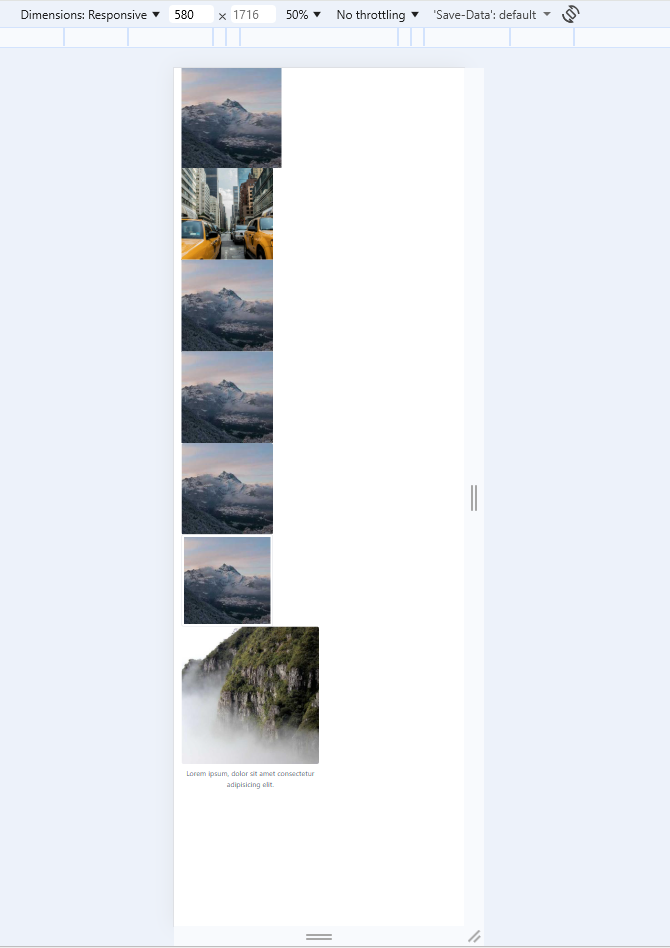 Dimensions: Responsive 580 × 1716 50% No throttling 'Save-Data': default
Lorem ipsum, dolor sit amet consectetur
adipisicing elit.